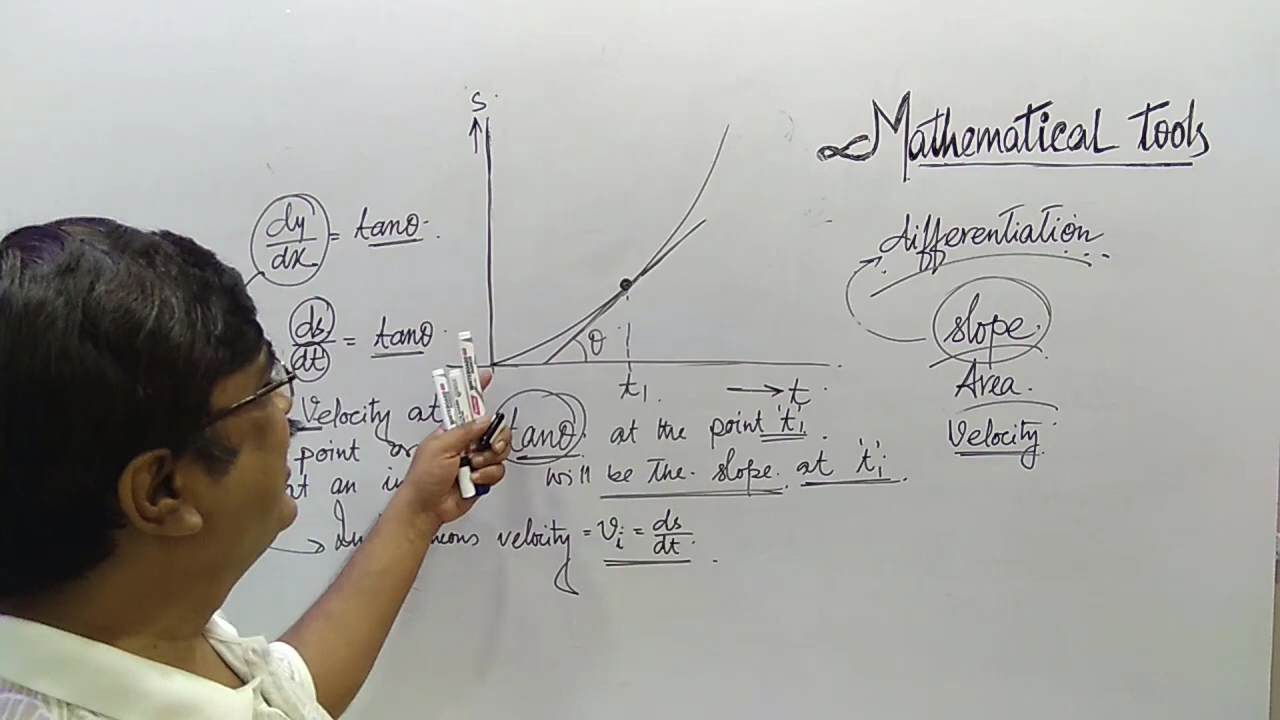 Mathematical Tools
differentiation
slope
Area
Velocity
s
dy/dx = tanθ
ds/dt = tanθ
θ
t₁
t
Velocity at
point or
an
tanθ at the point 't₁'
will be the slope at 't₁'
velocity = vᵢ = ds/dt